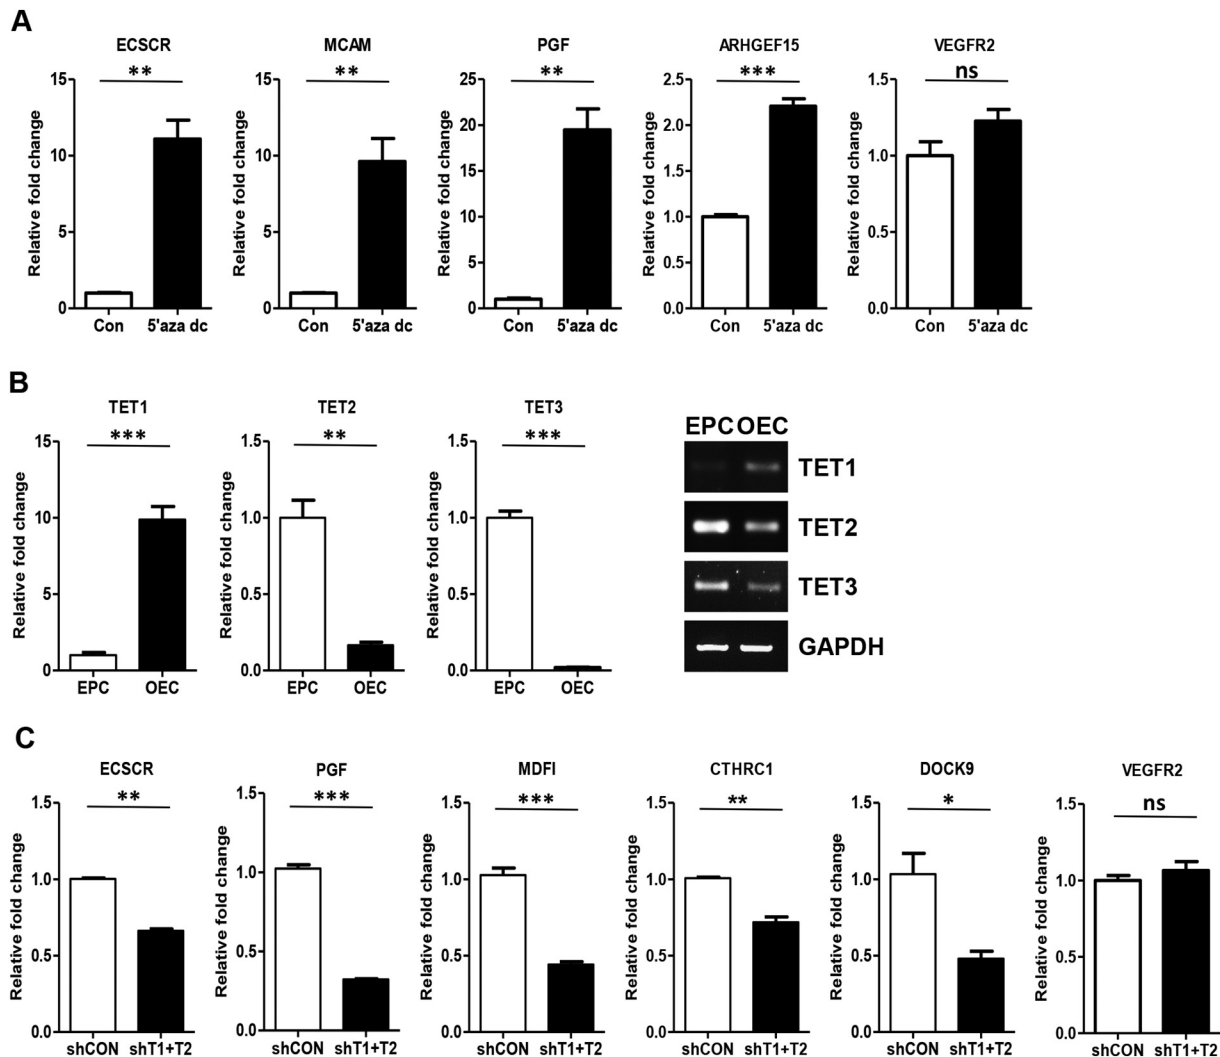 A
ECSCR
**
Relative fold change
15
10
5
0
Con 5'aza dc
MCAM
**
Relative fold change
15
10
5
0
Con 5'aza dc
PGF
**
Relative fold change
25
20
15
10
5
0
Con 5'aza dc
ARHGEF15
***
Relative fold change
2.5
2.0
1.5
1.0
0.5
0.0
Con 5'aza dc
VEGFR2
ns
Relative fold change
1.5
1.0
0.5
0.0
Con 5'aza dc
B
TET1
***
Relative fold change
15
10
5
0
EPC OEC
TET2
**
Relative fold change
1.5
1.0
0.5
0.0
EPC OEC
TET3
***
Relative fold change
1.5
1.0
0.5
0.0
EPC OEC
EPC OEC
TET1
TET2
TET3
GAPDH
C
ECSCR
**
Relative fold change
1.5
1.0
0.5
0.0
shCON shT1+T2
PGF
***
Relative fold change
1.5
1.0
0.5
0.0
shCON shT1+T2
MDFI
***
Relative fold change
1.5
1.0
0.5
0.0
shCON shT1+T2
CTHRC1
**
Relative fold change
1.5
1.0
0.5
0.0
shCON shT1+T2
DOCK9
*
Relative fold change
1.5
1.0
0.5
0.0
shCON shT1+T2
VEGFR2
ns
Relative fold change
1.5
1.0
0.5
0.0
shCON shT1+T2